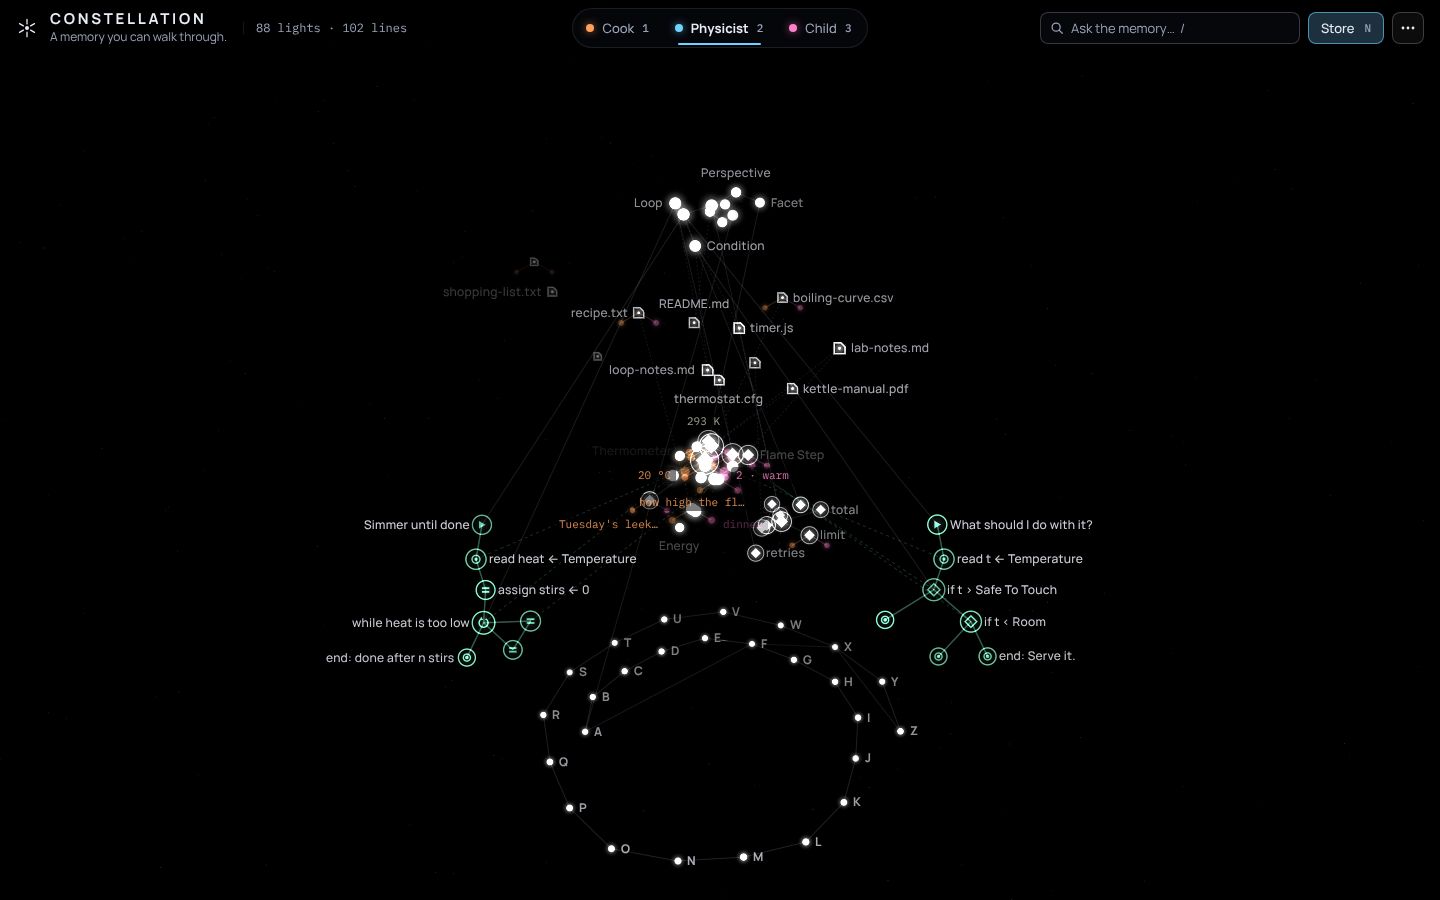 CONSTELLATION
A memory you can walk through.
88 lights · 102 lines
Cook 1
Physicist 2
Child 3
Ask the memory… /
Store N
Perspective
Loop
Facet
Condition
shopping-list.txt
boiling-curve.csv
README.md
recipe.txt
timer.js
lab-notes.md
loop-notes.md
kettle-manual.pdf
thermostat.cfg
293 K
Flame Step
2 · warm
how high the fl…
total
Tuesday's leek…
Simmer until done
What should I do with it?
limit
Energy
retries
read heat ← Temperature
read t ← Temperature
assign stirs ← 0
if t > Safe To Touch
while heat is too low
if t < Room
end: done after n stirs
end: Serve it.
V
U
W
T
E
F
X
D
G
S
C
H
Y
B
R
I
A
Z
Q
J
P
K
O
L
N
M